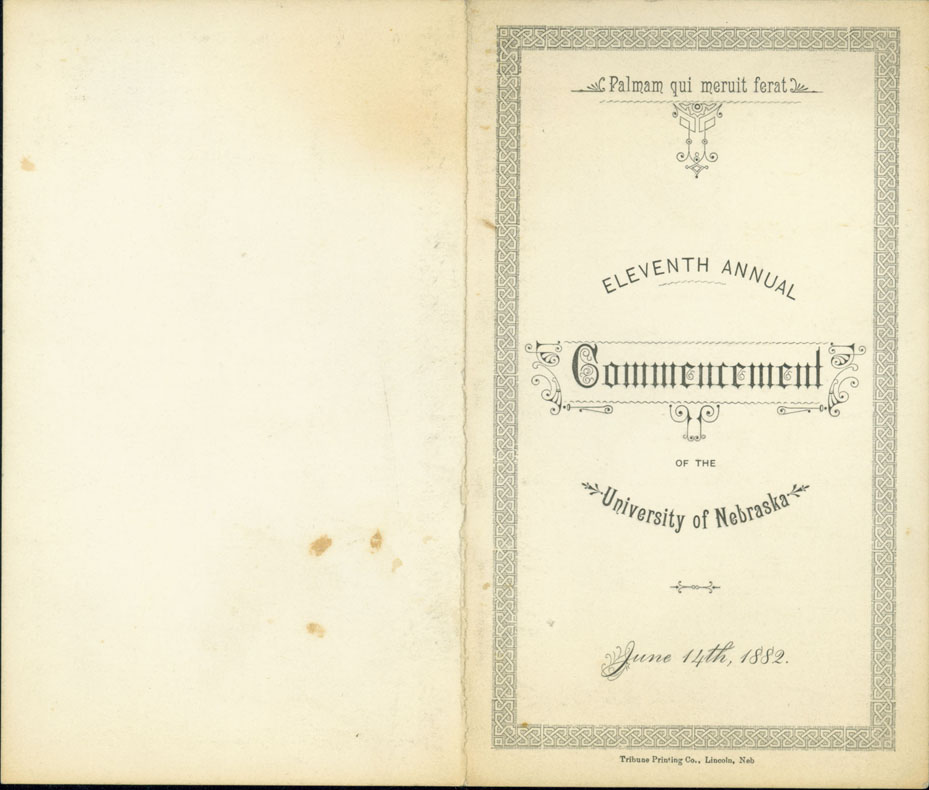 Palmam qui meruit ferat
ELEVENTH ANNUAL
Commencement
OF THE
University of Nebraska
June 14th, 1882.
Tribune Printing Co., Lincoln, Neb